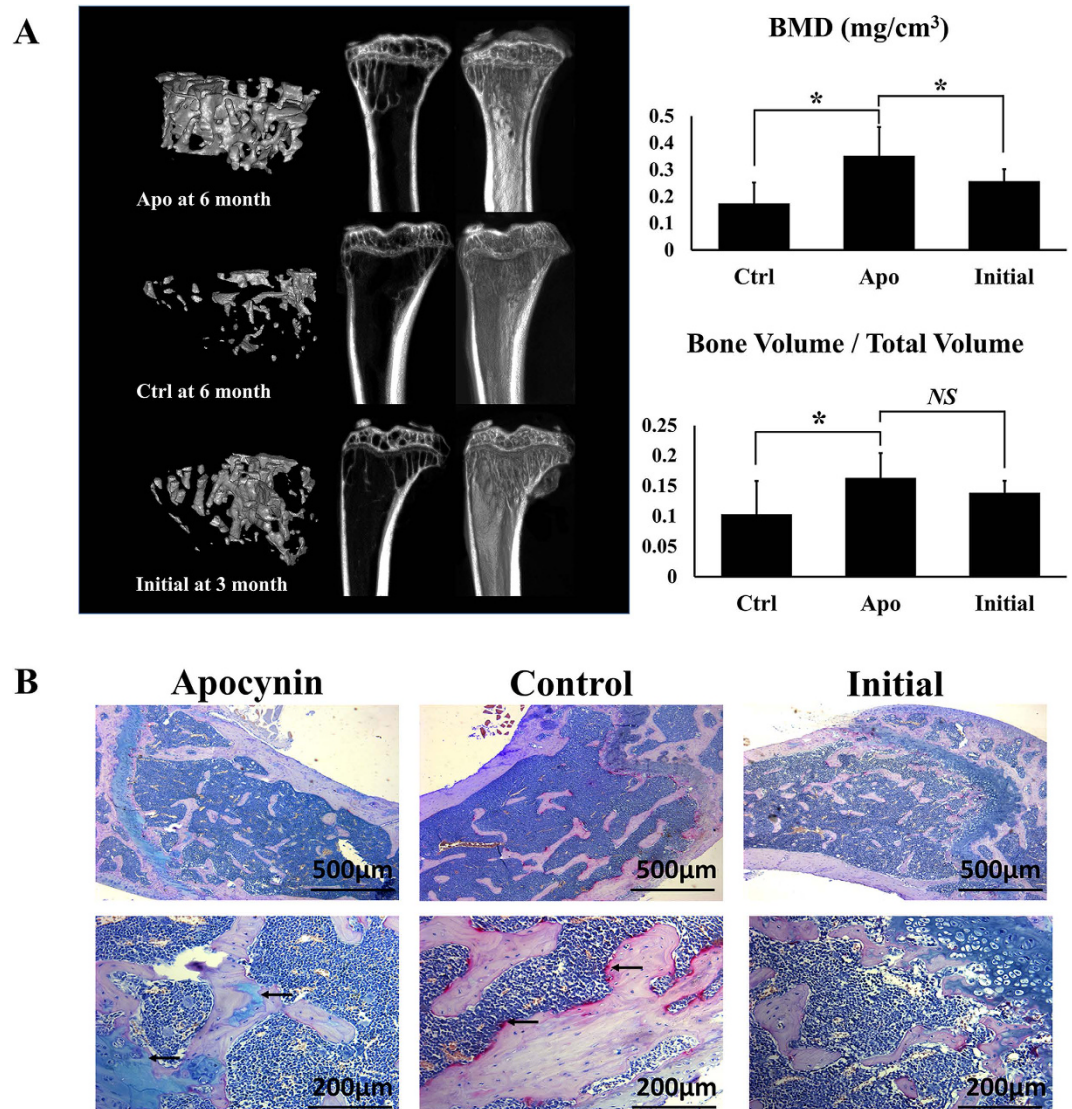 A
Apo at 6 month
Ctrl at 6 month
Initial at 3 month
BMD (mg/cm³)
* *
0.5
0.4
0.3
0.2
0.1
0
Ctrl Apo Initial
Bone Volume / Total Volume
* NS
0.25
0.2
0.15
0.1
0.05
0
Ctrl Apo Initial
B
Apocynin Control Initial
500μm 500μm 500μm
200μm 200μm 200μm